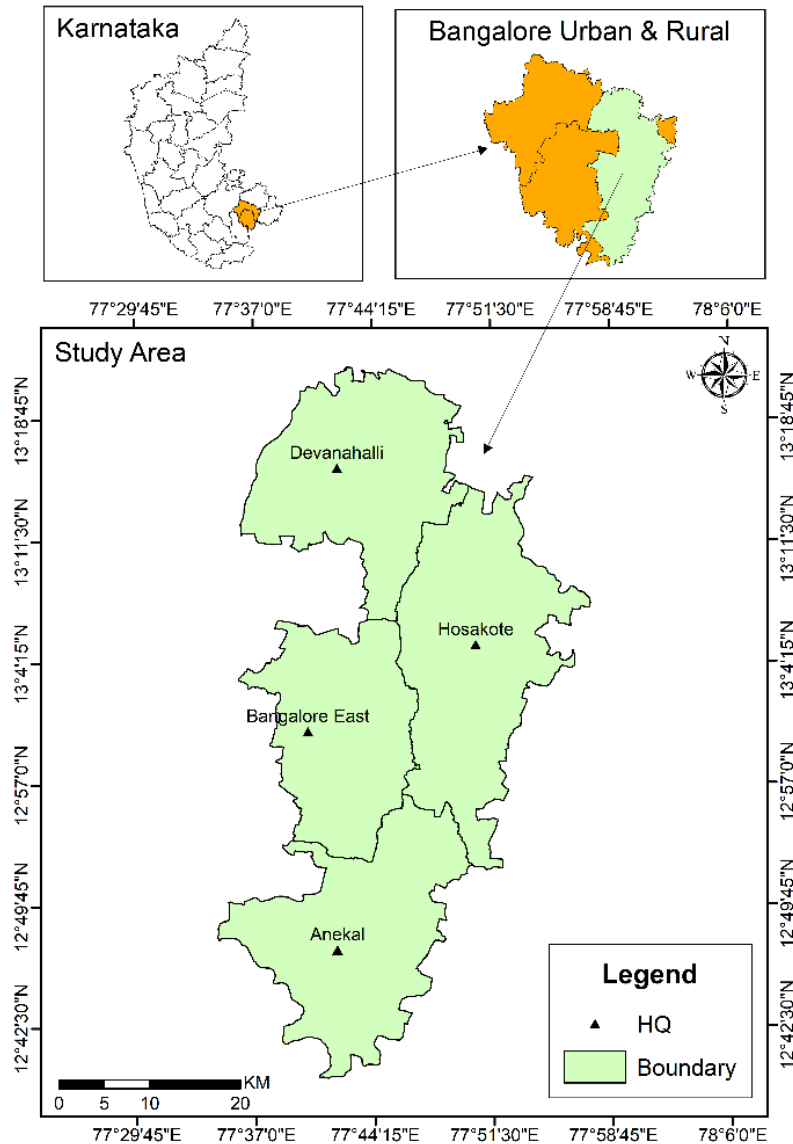 Karnataka
Bangalore Urban & Rural
77°29'45"E 77°37'0"E 77°44'15"E 77°51'30"E 77°58'45"E 78°6'0"E
Study Area
N
W E
S
13°18'45"N 13°18'45"N
Devanahalli
13°11'30"N 13°11'30"N
Hosakote
13°4'15"N 13°4'15"N
Bangalore East
12°57'0"N 12°57'0"N
12°49'45"N 12°49'45"N
Anekal
Legend
HQ
Boundary
12°42'30"N 12°42'30"N
KM
0 5 10 20
77°29'45"E 77°37'0"E 77°44'15"E 77°51'30"E 77°58'45"E 78°6'0"E